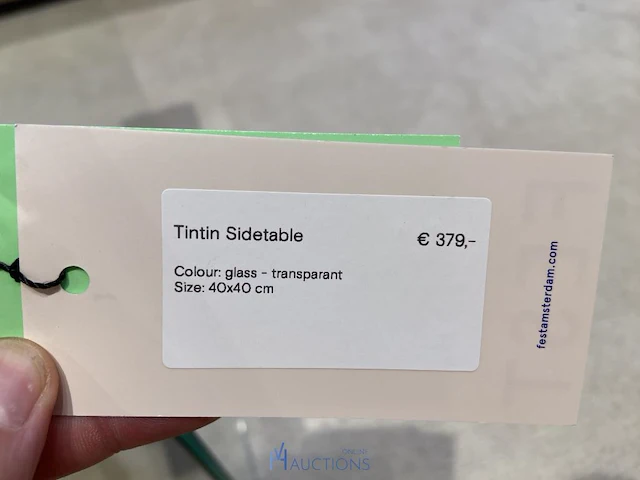 Tintin Sidetable
€ 379,-
Colour: glass - transparant
Size: 40x40 cm
festamsterdam.com
ONLINE
AUCTIONS